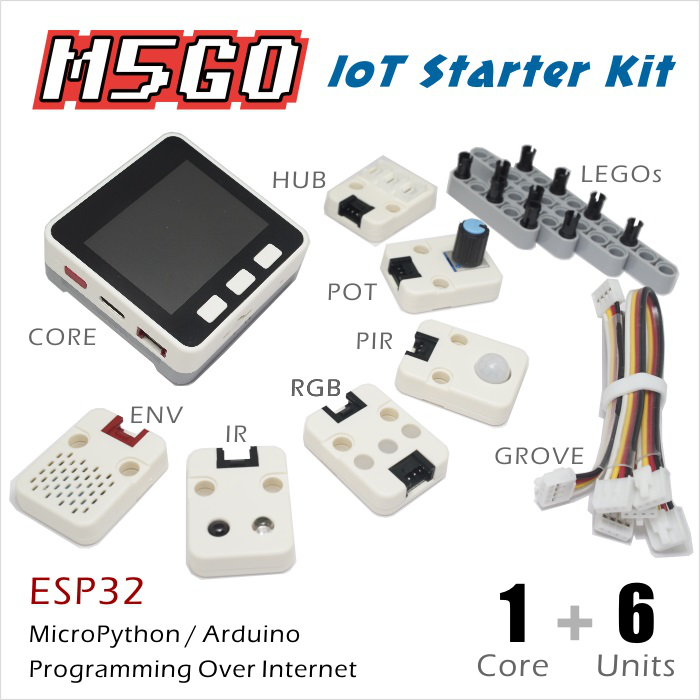 M5GO IoT Starter Kit
HUB
LEGOs
POT
CORE
PIR
RGB
ENV
IR
GROVE
ESP32
MicroPython / Arduino
Programming Over Internet
1 + 6
Core Units